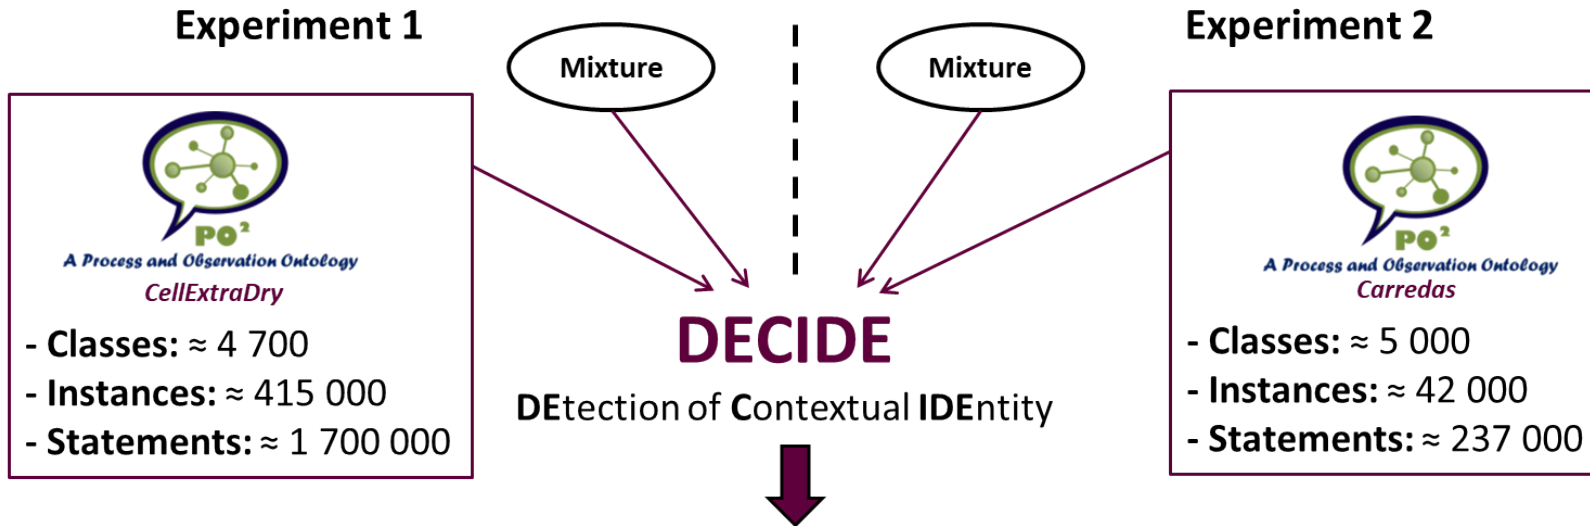 Experiment 1
Mixture
PO²
A Process and Observation Ontology
CellExtraDry
- Classes: ≈ 4 700
- Instances: ≈ 415 000
- Statements: ≈ 1 700 000
Mixture
Experiment 2
PO²
A Process and Observation Ontology
Carredas
- Classes: ≈ 5 000
- Instances: ≈ 42 000
- Statements: ≈ 237 000
DECIDE
DEtection of Contextual IDEntity